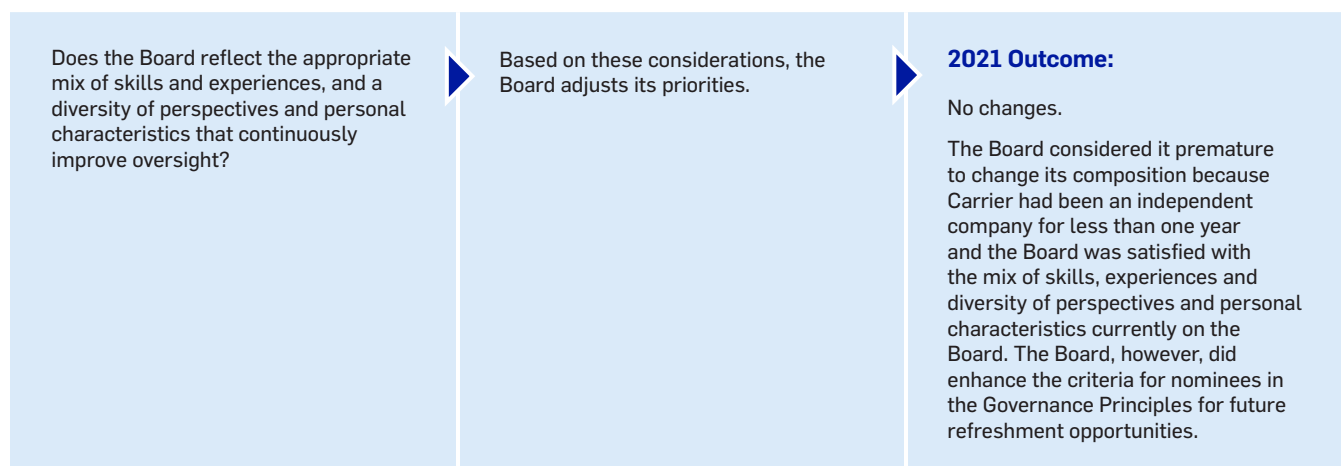 Does the Board reflect the appropriate
mix of skills and experiences, and a
diversity of perspectives and personal
characteristics that continuously
improve oversight?
Based on these considerations, the
Board adjusts its priorities.
2021 Outcome:
No changes.
The Board considered it premature
to change its composition because
Carrier had been an independent
company for less than one year
and the Board was satisfied with
the mix of skills, experiences and
diversity of perspectives and personal
characteristics currently on the
Board. The Board, however, did
enhance the criteria for nominees in
the Governance Principles for future
refreshment opportunities.